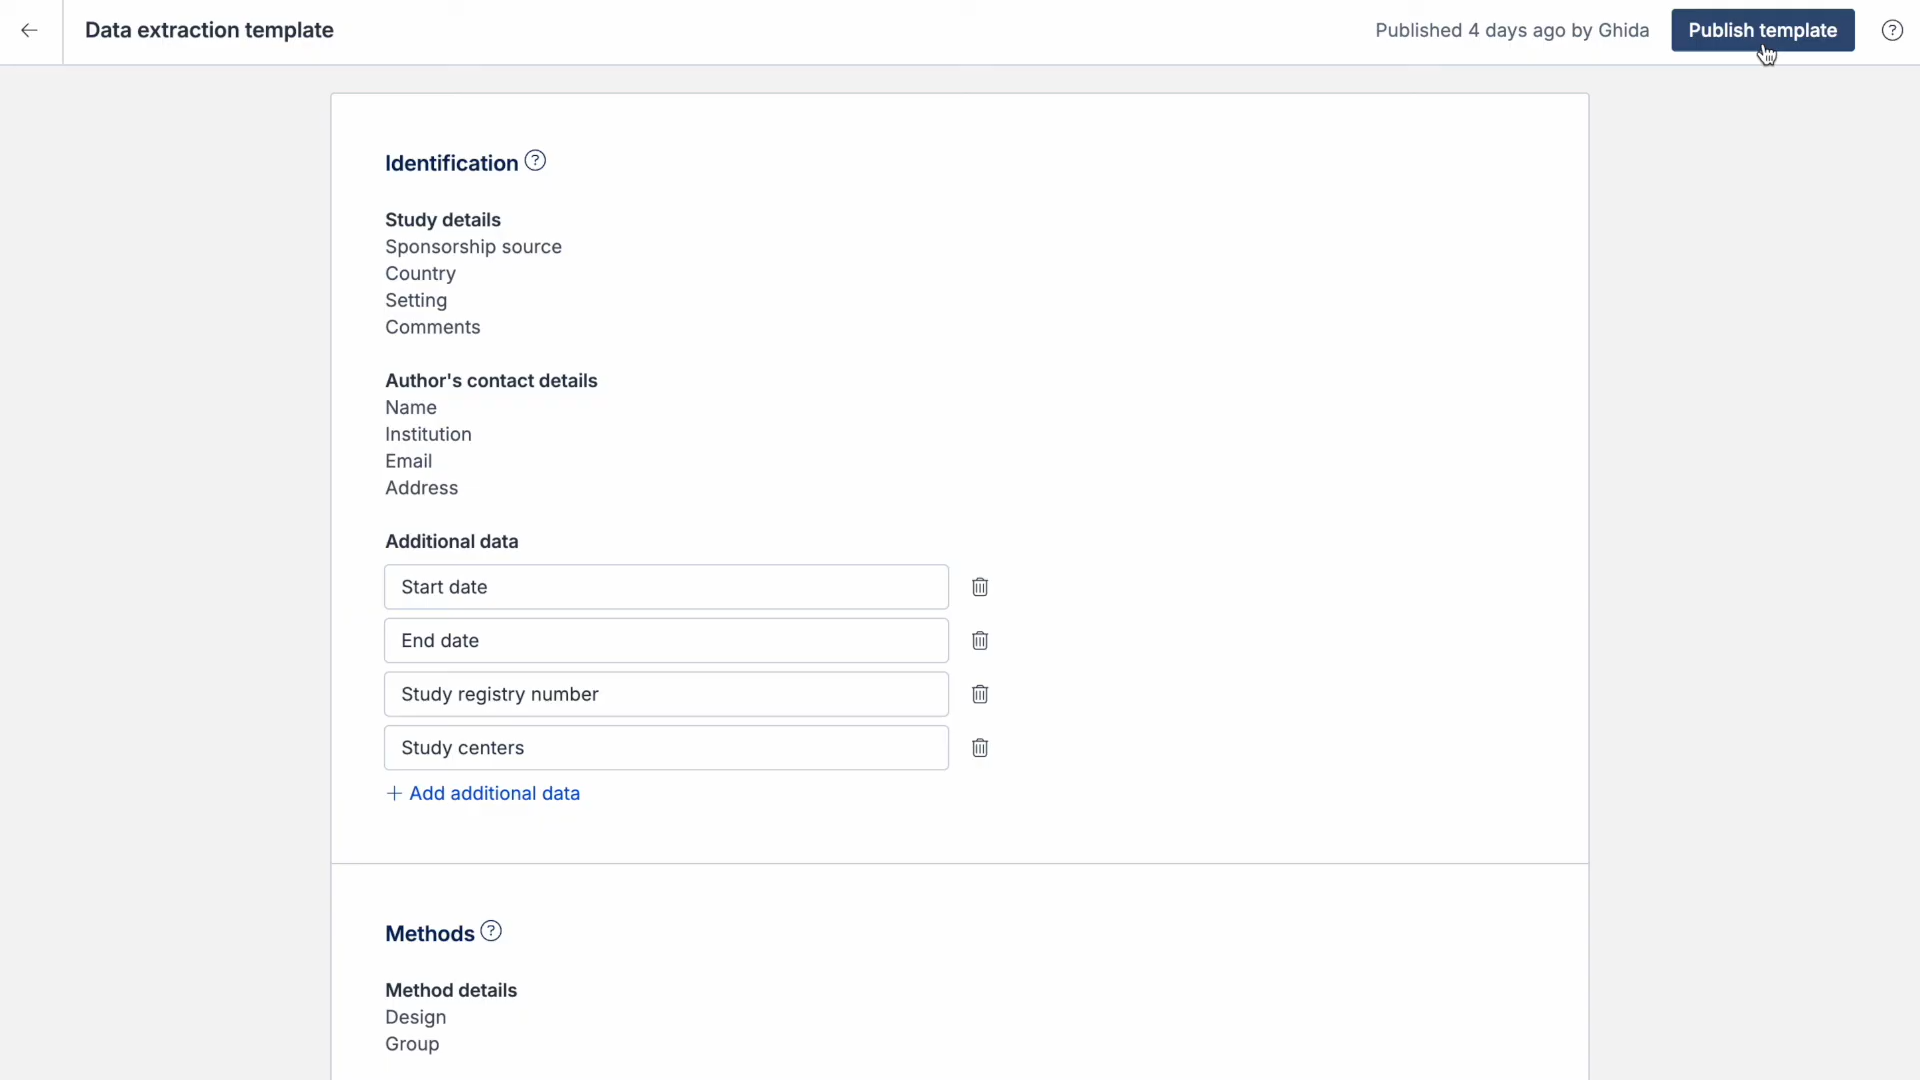 Data extraction template
Published 4 days ago by Ghida
Publish template
Identification
Study details
Sponsorship source
Country
Setting
Comments
Author's contact details
Name
Institution
Email
Address
Additional data
Start date
End date
Study registry number
Study centers
+ Add additional data
Methods
Method details
Design
Group